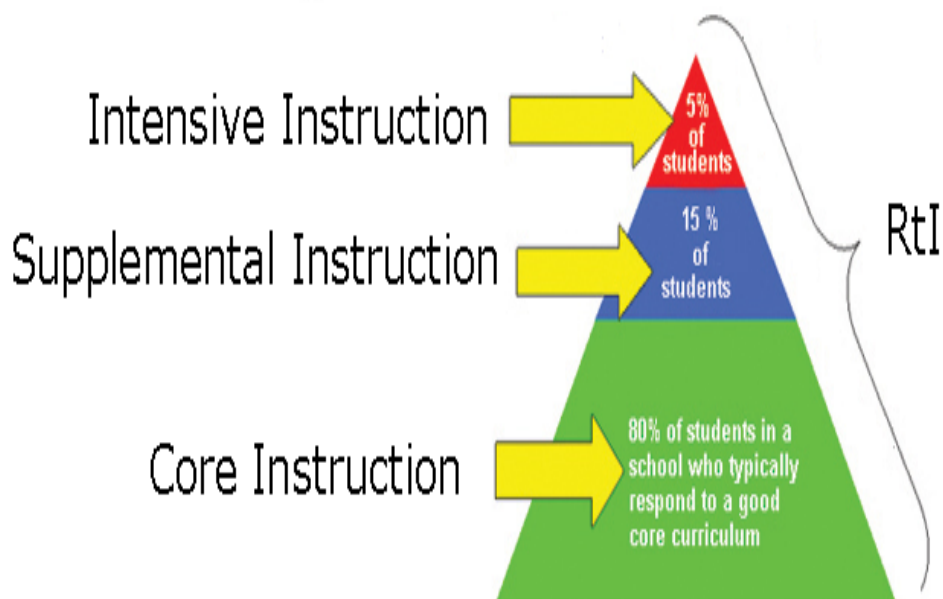 Intensive Instruction
5%
of
students
Supplemental Instruction
15 %
of
students
RtI
Core Instruction
80% of students in a
school who typically
respond to a good
core curriculum